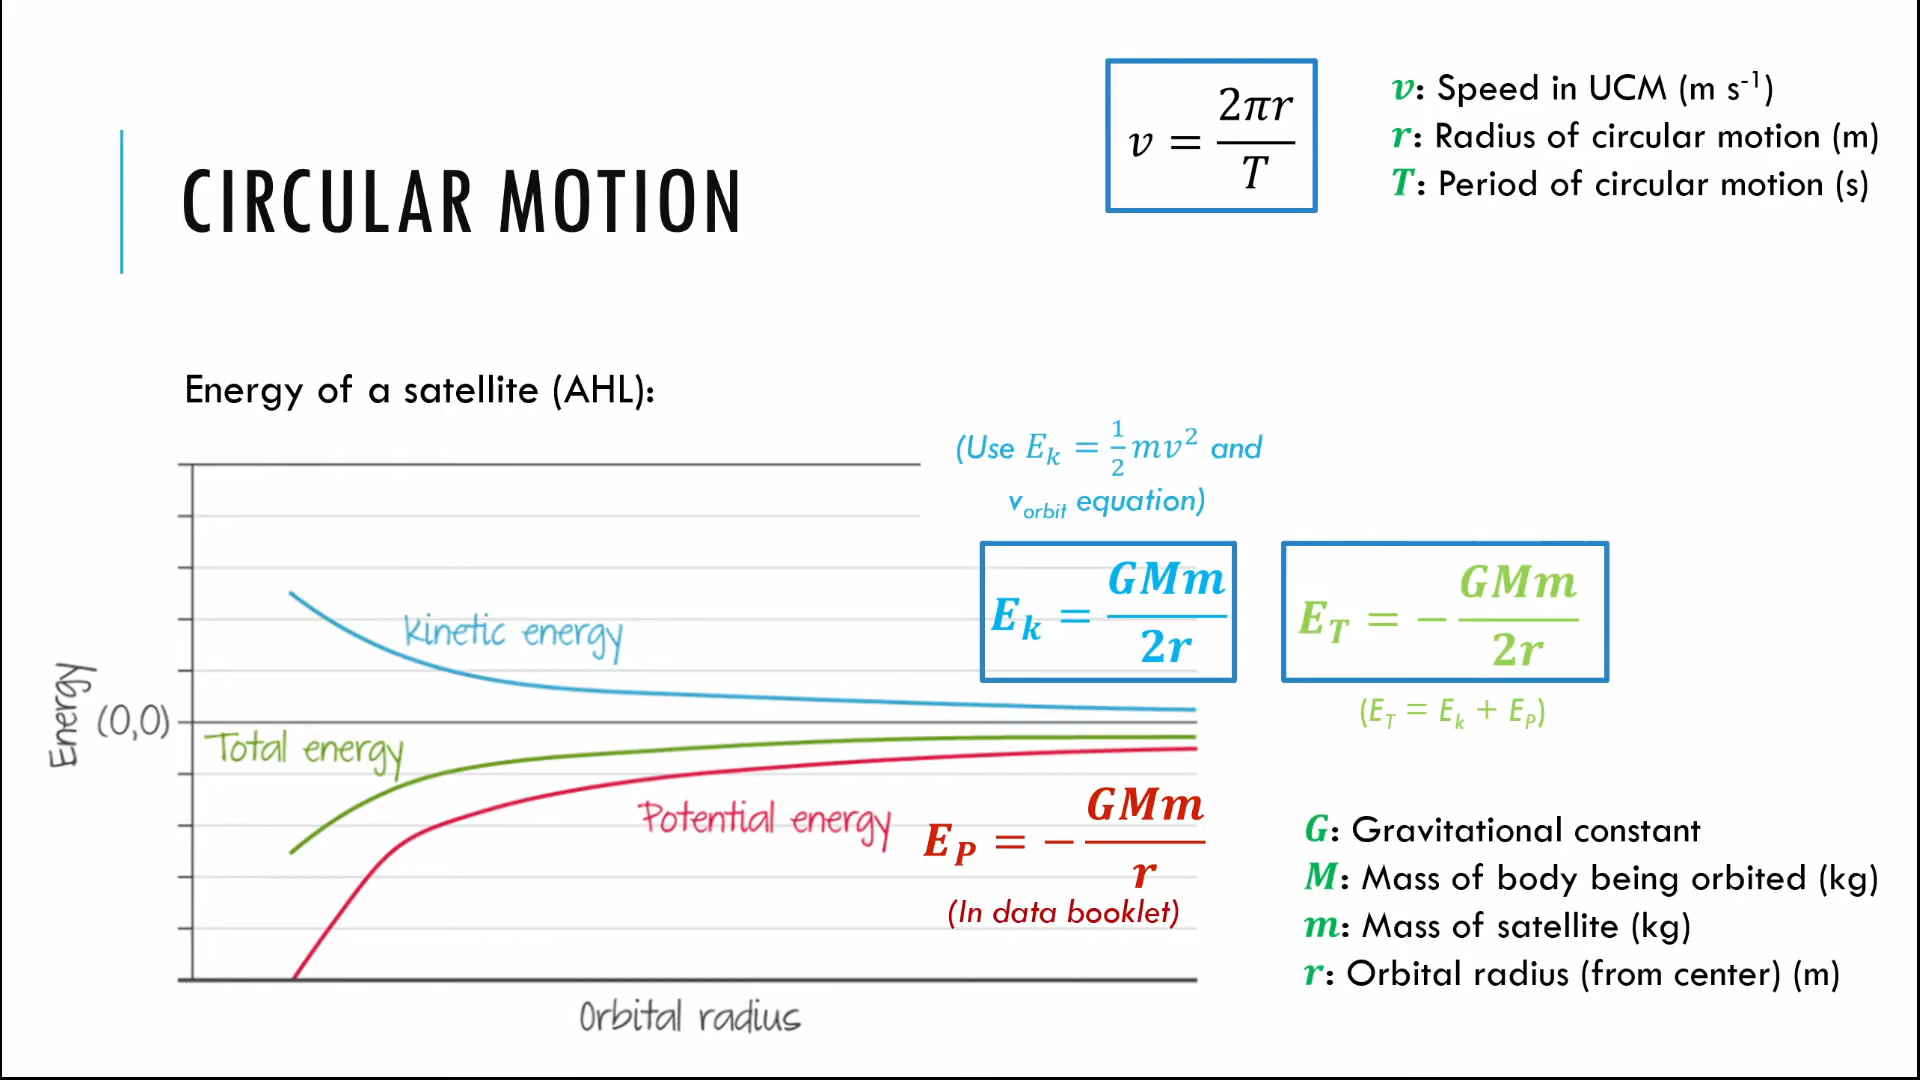 CIRCULAR MOTION
v = 2πr / T
v: Speed in UCM (m s⁻¹)
r: Radius of circular motion (m)
T: Period of circular motion (s)
Energy of a satellite (AHL):
(Use E_k = ½mv² and
v_orbit equation)
E_k = GMm / 2r
E_T = − GMm / 2r
(E_T = E_k + E_P)
Kinetic energy
Energy
(0,0)
Total energy
Potential energy
E_P = − GMm / r
(In data booklet)
Orbital radius
G: Gravitational constant
M: Mass of body being orbited (kg)
m: Mass of satellite (kg)
r: Orbital radius (from center) (m)